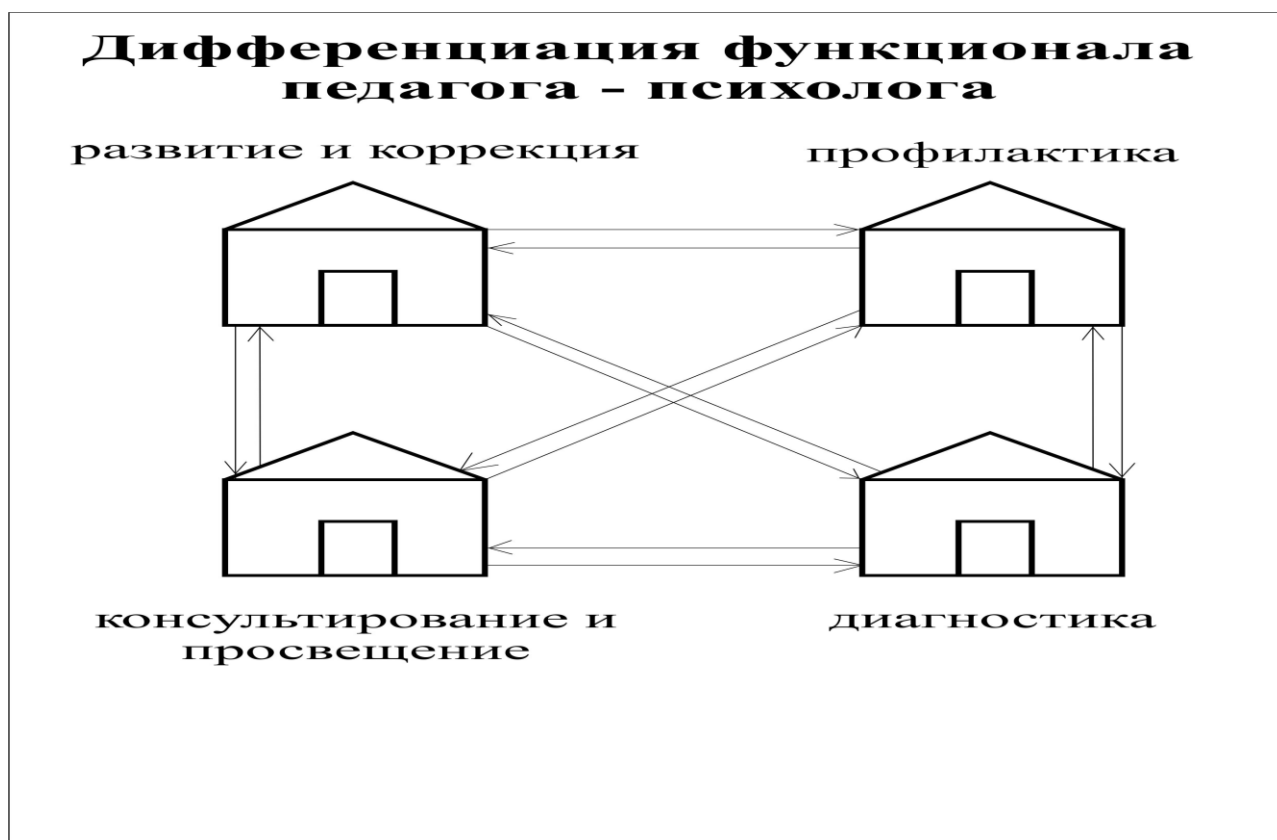 Дифференциация функционала
педагога - психолога
развитие и коррекция
профилактика
консультирование и
просвещение
диагностика